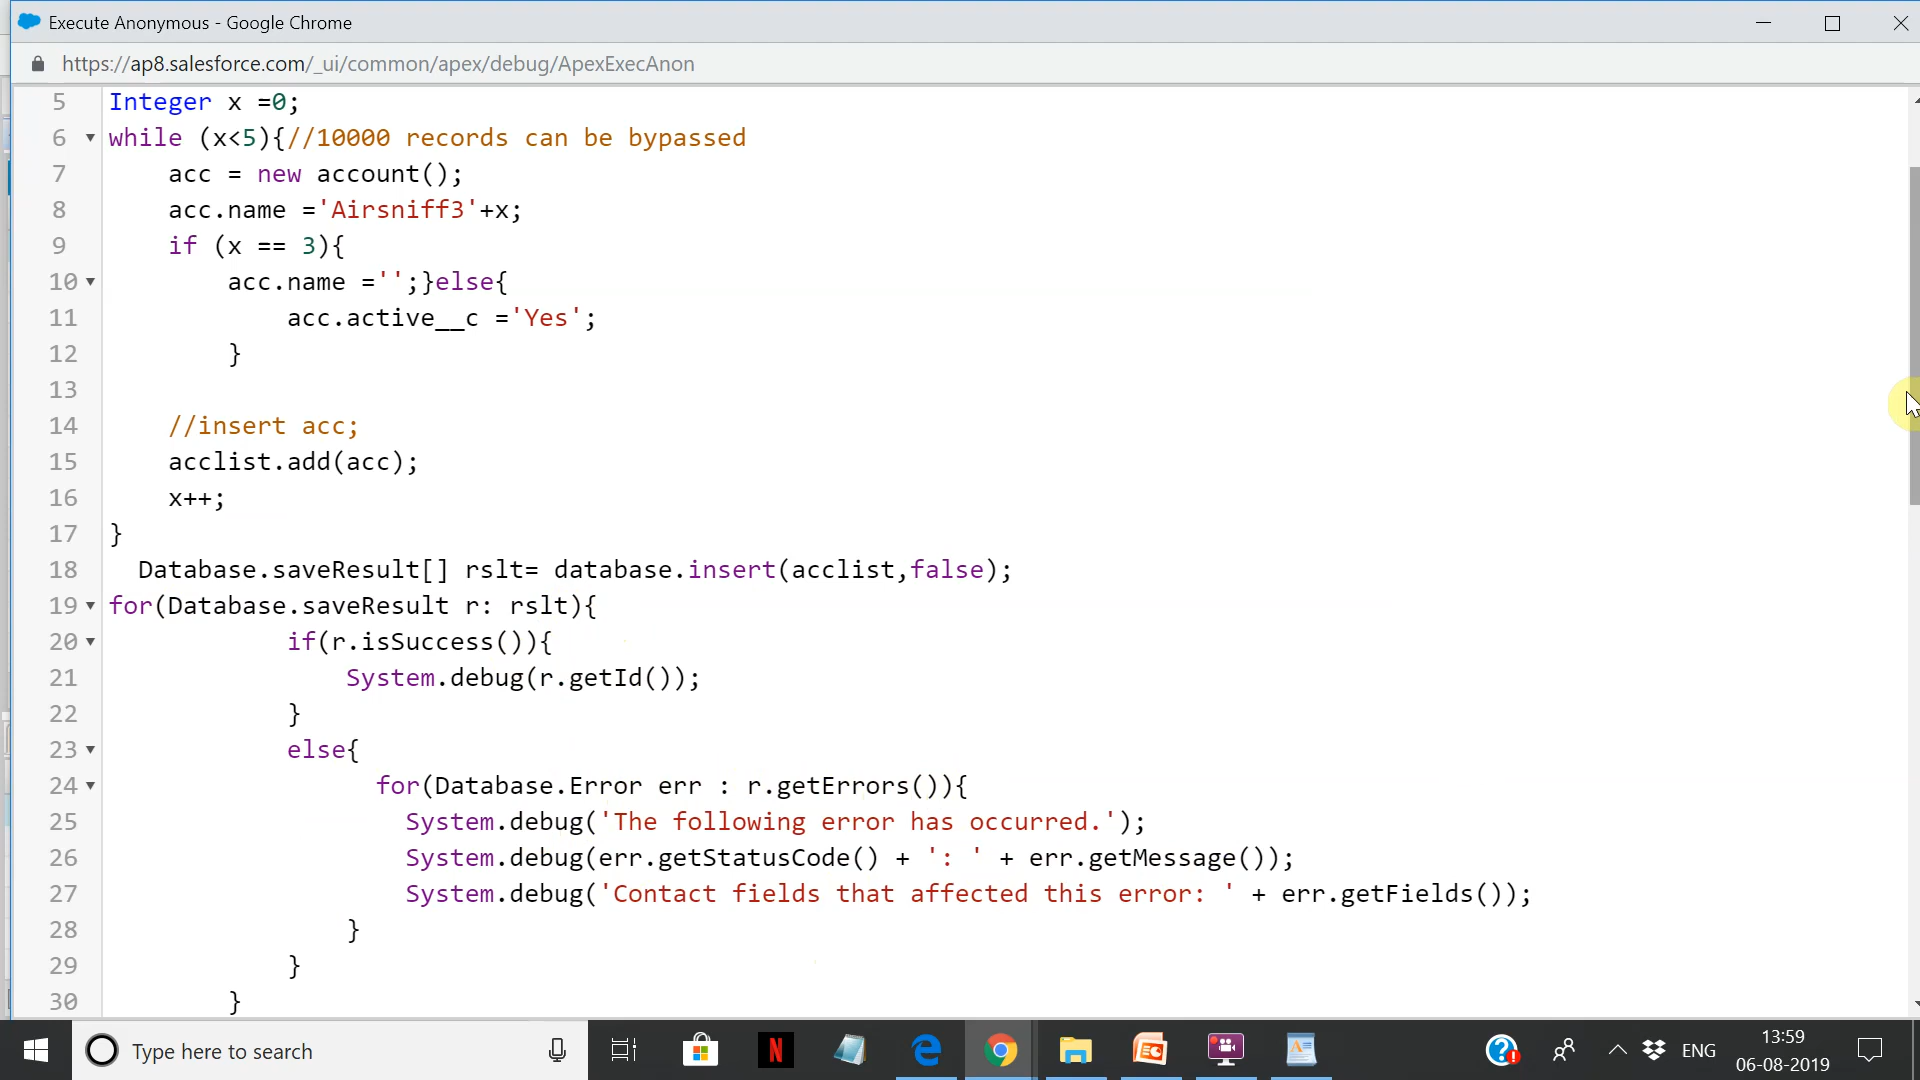 Execute Anonymous - Google Chrome
https://ap8.salesforce.com/_ui/common/apex/debug/ApexExecAnon
5 Integer x =0;
6 while (x<5){//10000 records can be bypassed
7 acc = new account();
8 acc.name ='Airsniff3'+x;
9 if (x == 3){
10 acc.name ='';}else{
11 acc.active__c ='Yes';
12 }
13
14 //insert acc;
15 acclist.add(acc);
16 x++;
17 }
18 Database.saveResult[] rslt= database.insert(acclist,false);
19 for(Database.saveResult r: rslt){
20 if(r.isSuccess()){
21 System.debug(r.getId());
22 }
23 else{
24 for(Database.Error err : r.getErrors()){
25 System.debug('The following error has occurred.');
26 System.debug(err.getStatusCode() + ': ' + err.getMessage());
27 System.debug('Contact fields that affected this error: ' + err.getFields());
28 }
29 }
30 }
Type here to search
N
ENG
13:59
06-08-2019